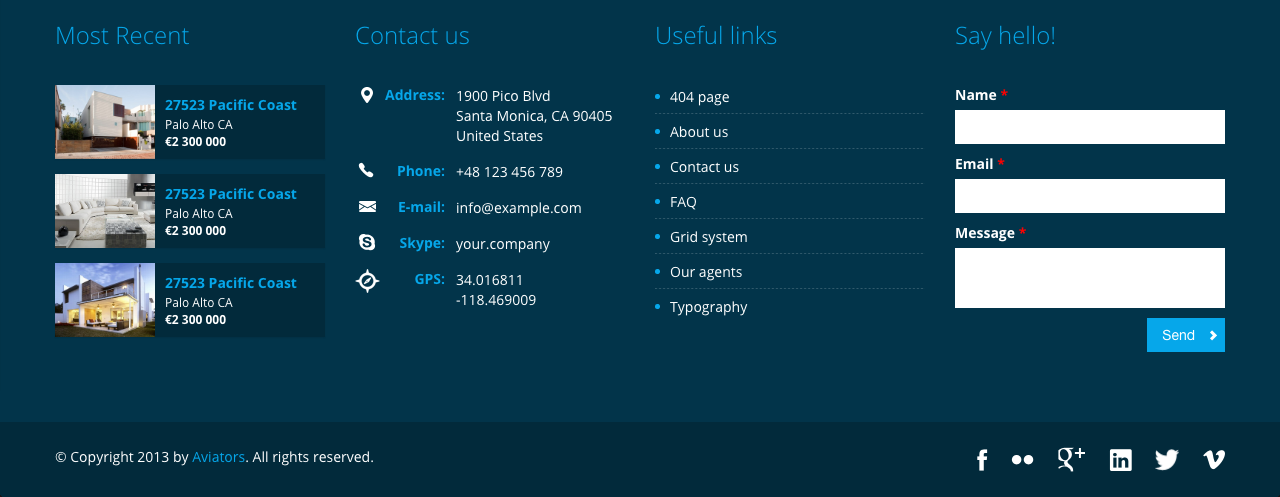 Most Recent
27523 Pacific Coast
Palo Alto CA
€2 300 000
27523 Pacific Coast
Palo Alto CA
€2 300 000
27523 Pacific Coast
Palo Alto CA
€2 300 000
Contact us
Address: 1900 Pico Blvd
Santa Monica, CA 90405
United States
Phone: +48 123 456 789
E-mail: info@example.com
Skype: your.company
GPS: 34.016811
-118.469009
Useful links
404 page
About us
Contact us
FAQ
Grid system
Our agents
Typography
Say hello!
Name *
Email *
Message *
Send
© Copyright 2013 by Aviators. All rights reserved.